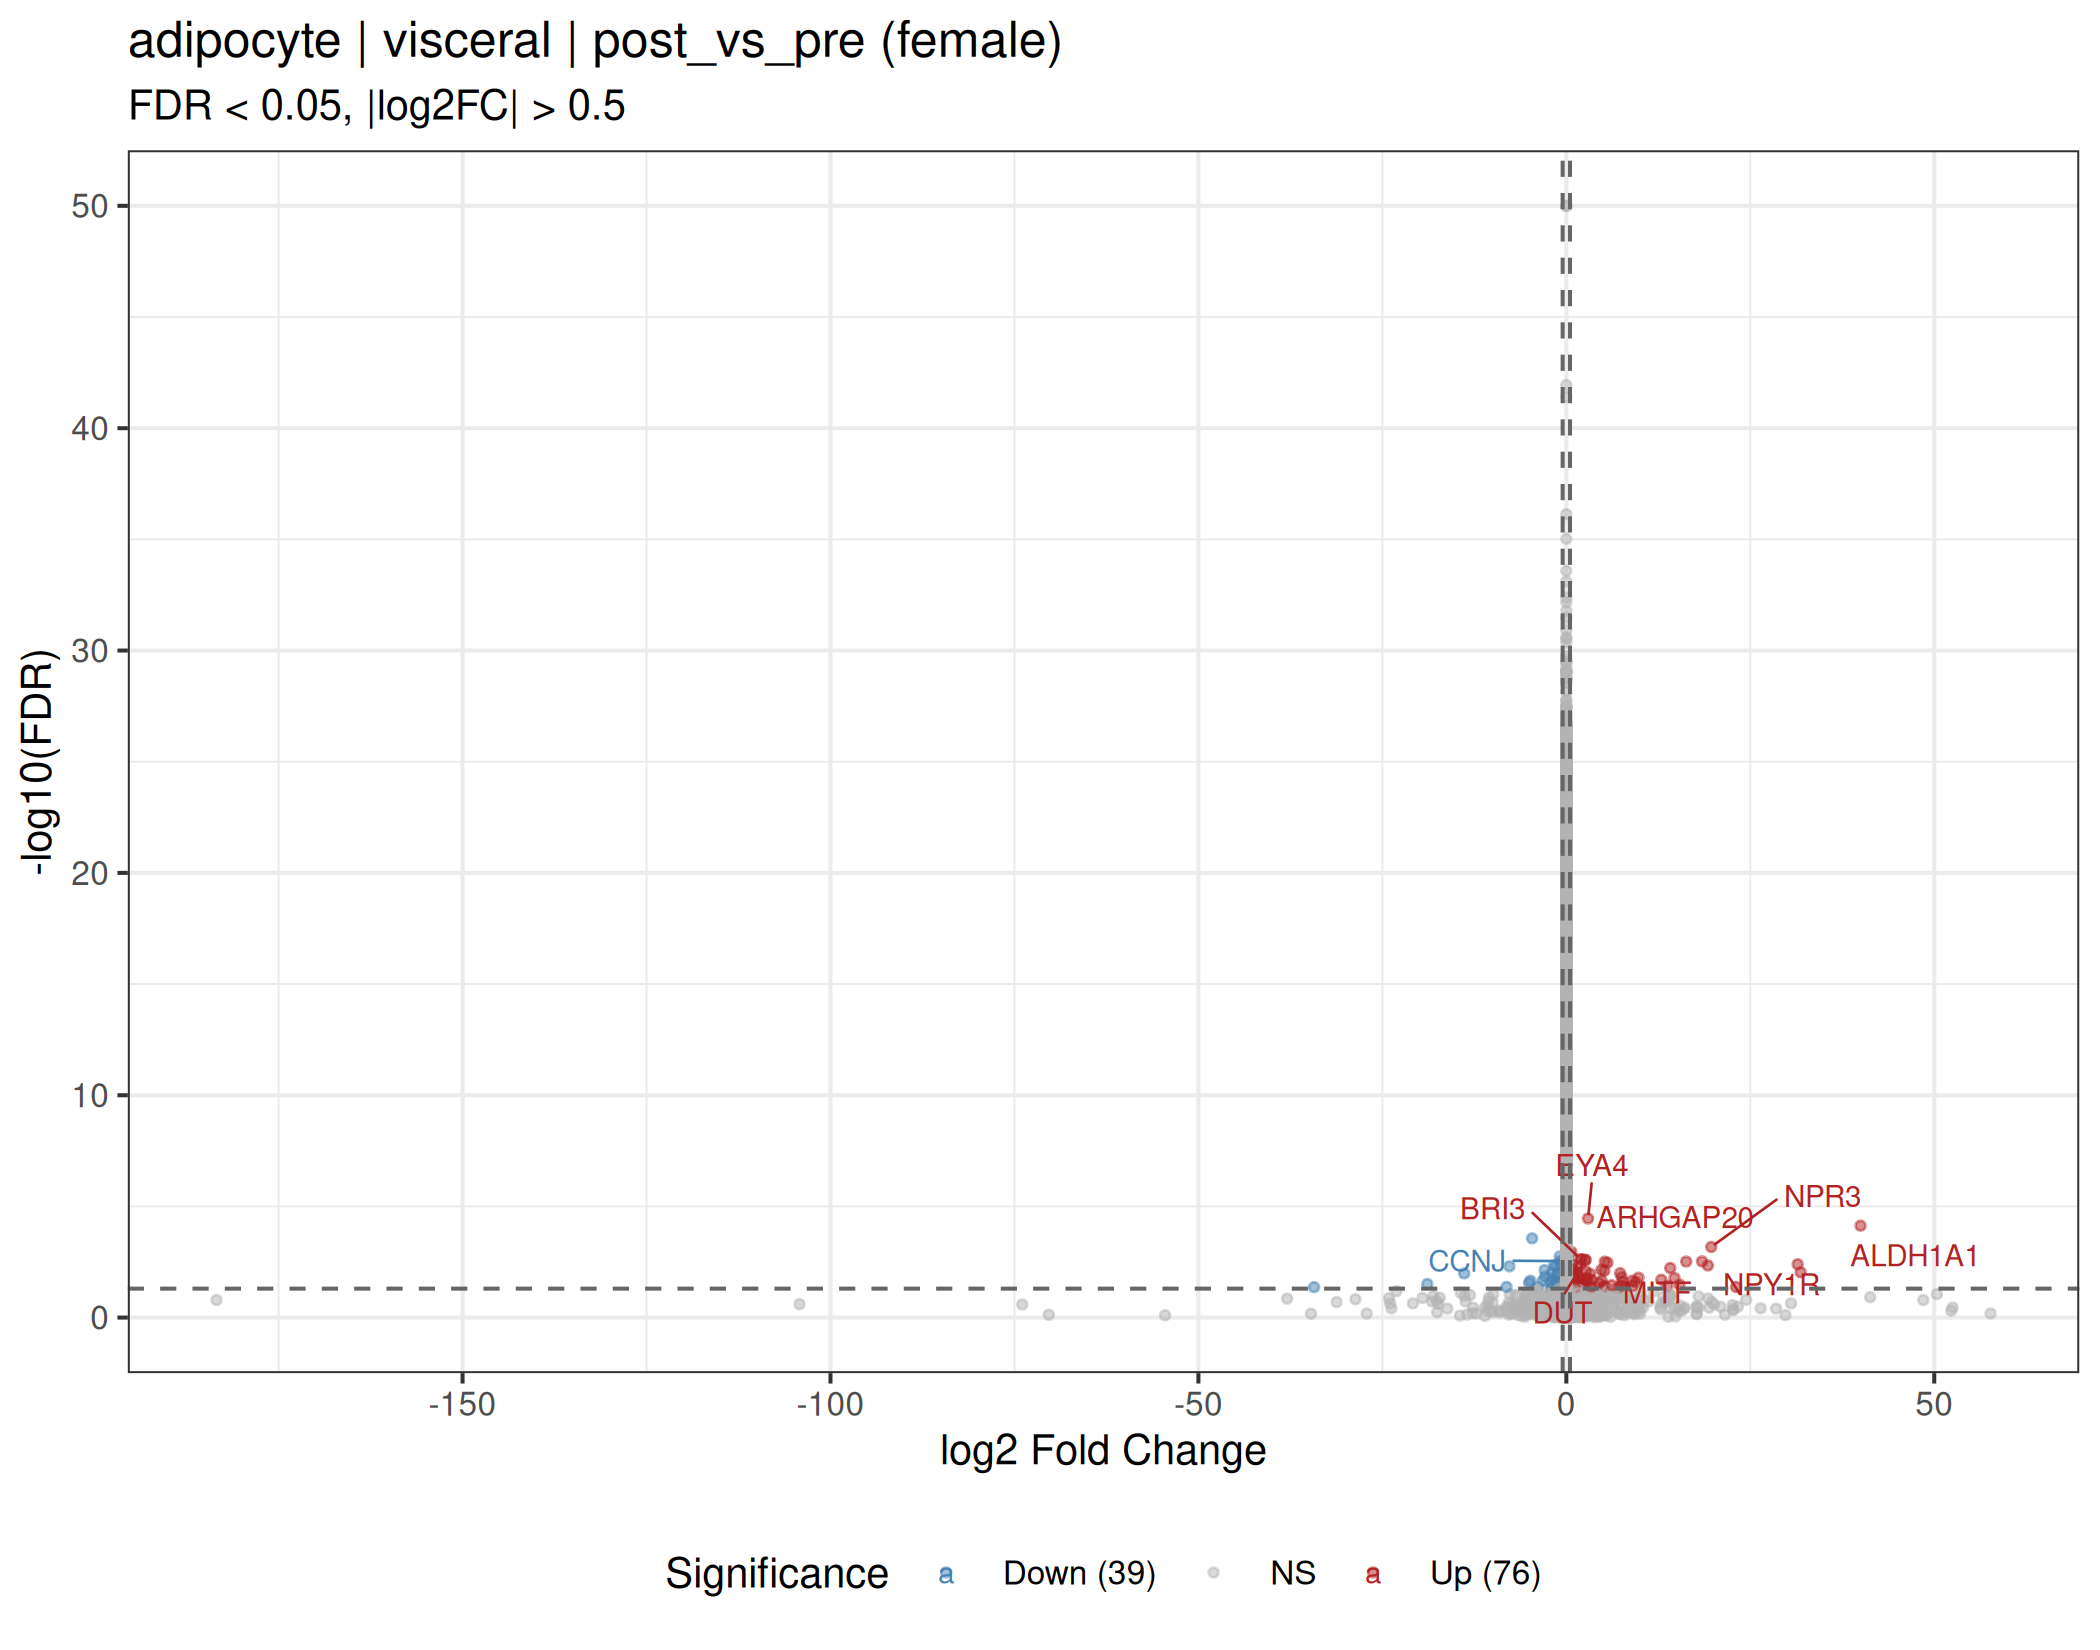 adipocyte | visceral | post_vs_pre (female)
FDR < 0.05, |log2FC| > 0.5
-log10(FDR)
50
40
30
20
10
0
EYA4
BRI3
ARHGAP20
NPR3
CCNJ
ALDH1A1
MITF
NPY1R
DUT
-150
-100
-50
0
50
log2 Fold Change
Significance
a Down (39)
NS
a Up (76)